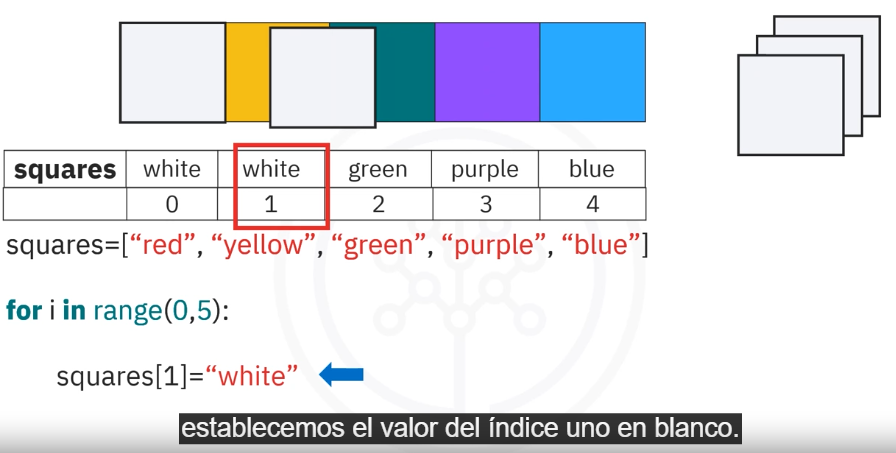 squares white white green purple blue
0 1 2 3 4
squares=[“red”, “yellow”, “green”, “purple”, “blue”]
for i in range(0,5):
squares[1]=“white”
establecemos el valor del índice uno en blanco.